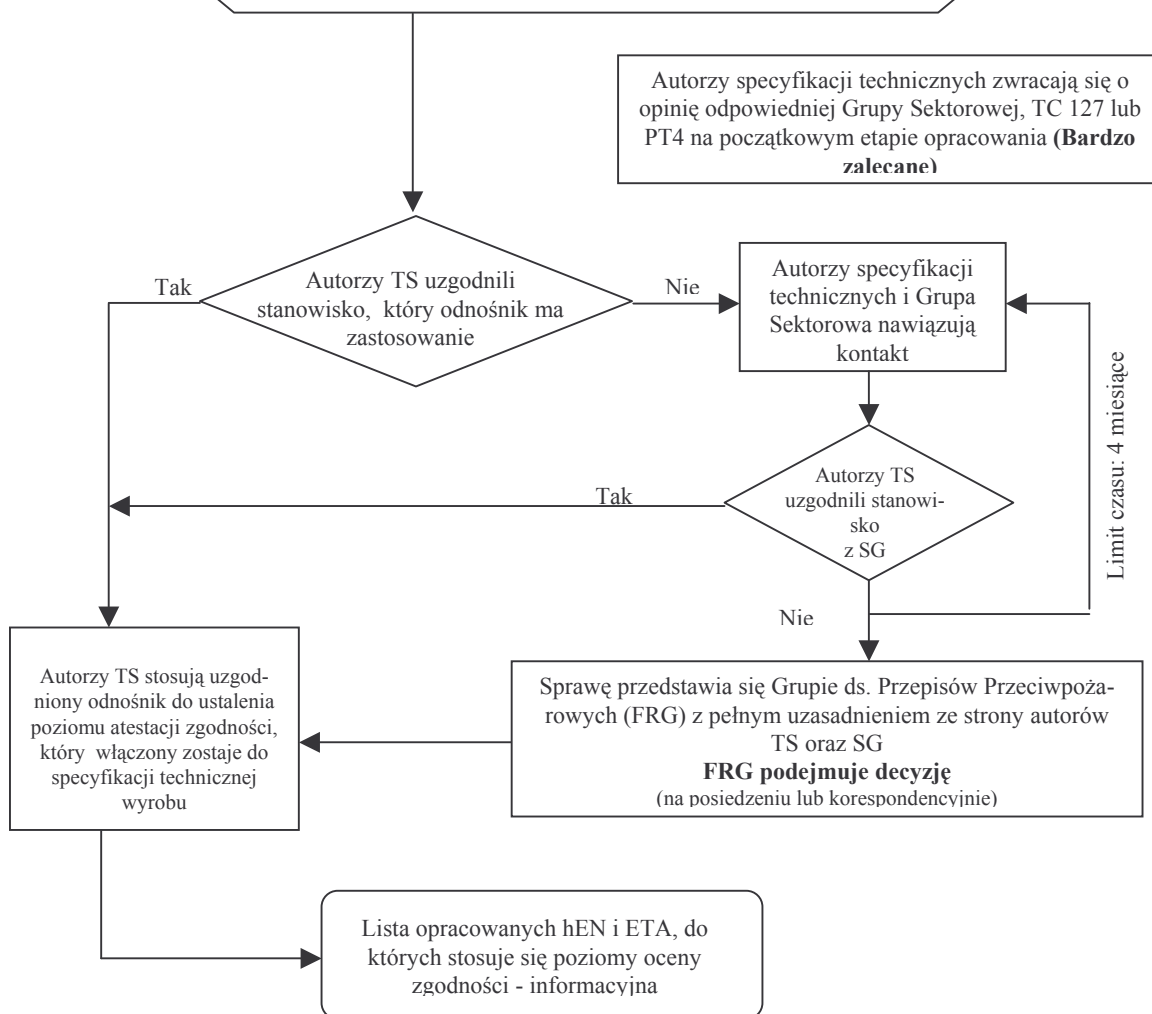 Autorzy specyfikacji technicznych zwracają się o
opinię odpowiedniej Grupy Sektorowej, TC 127 lub
PT4 na początkowym etapie opracowania (Bardzo
zalecane)
Tak
Autorzy TS uzgodnili
stanowisko, który odnośnik ma
zastosowanie
Nie
Autorzy specyfikacji
technicznych i Grupa
Sektorowa nawiązują
kontakt
Limit czasu: 4 miesiące
Tak
Autorzy TS
uzgodnili stanowi-
sko
z SG
Nie
Autorzy TS stosują uzgod-
niony odnośnik do ustalenia
poziomu atestacji zgodności,
który włączony zostaje do
specyfikacji technicznej
wyrobu
Sprawę przedstawia się Grupie ds. Przepisów Przeciwpoża-
rowych (FRG) z pełnym uzasadnieniem ze strony autorów
TS oraz SG
FRG podejmuje decyzję
(na posiedzeniu lub korespondencyjnie)
Lista opracowanych hEN i ETA, do
których stosuje się poziomy oceny
zgodności - informacyjna